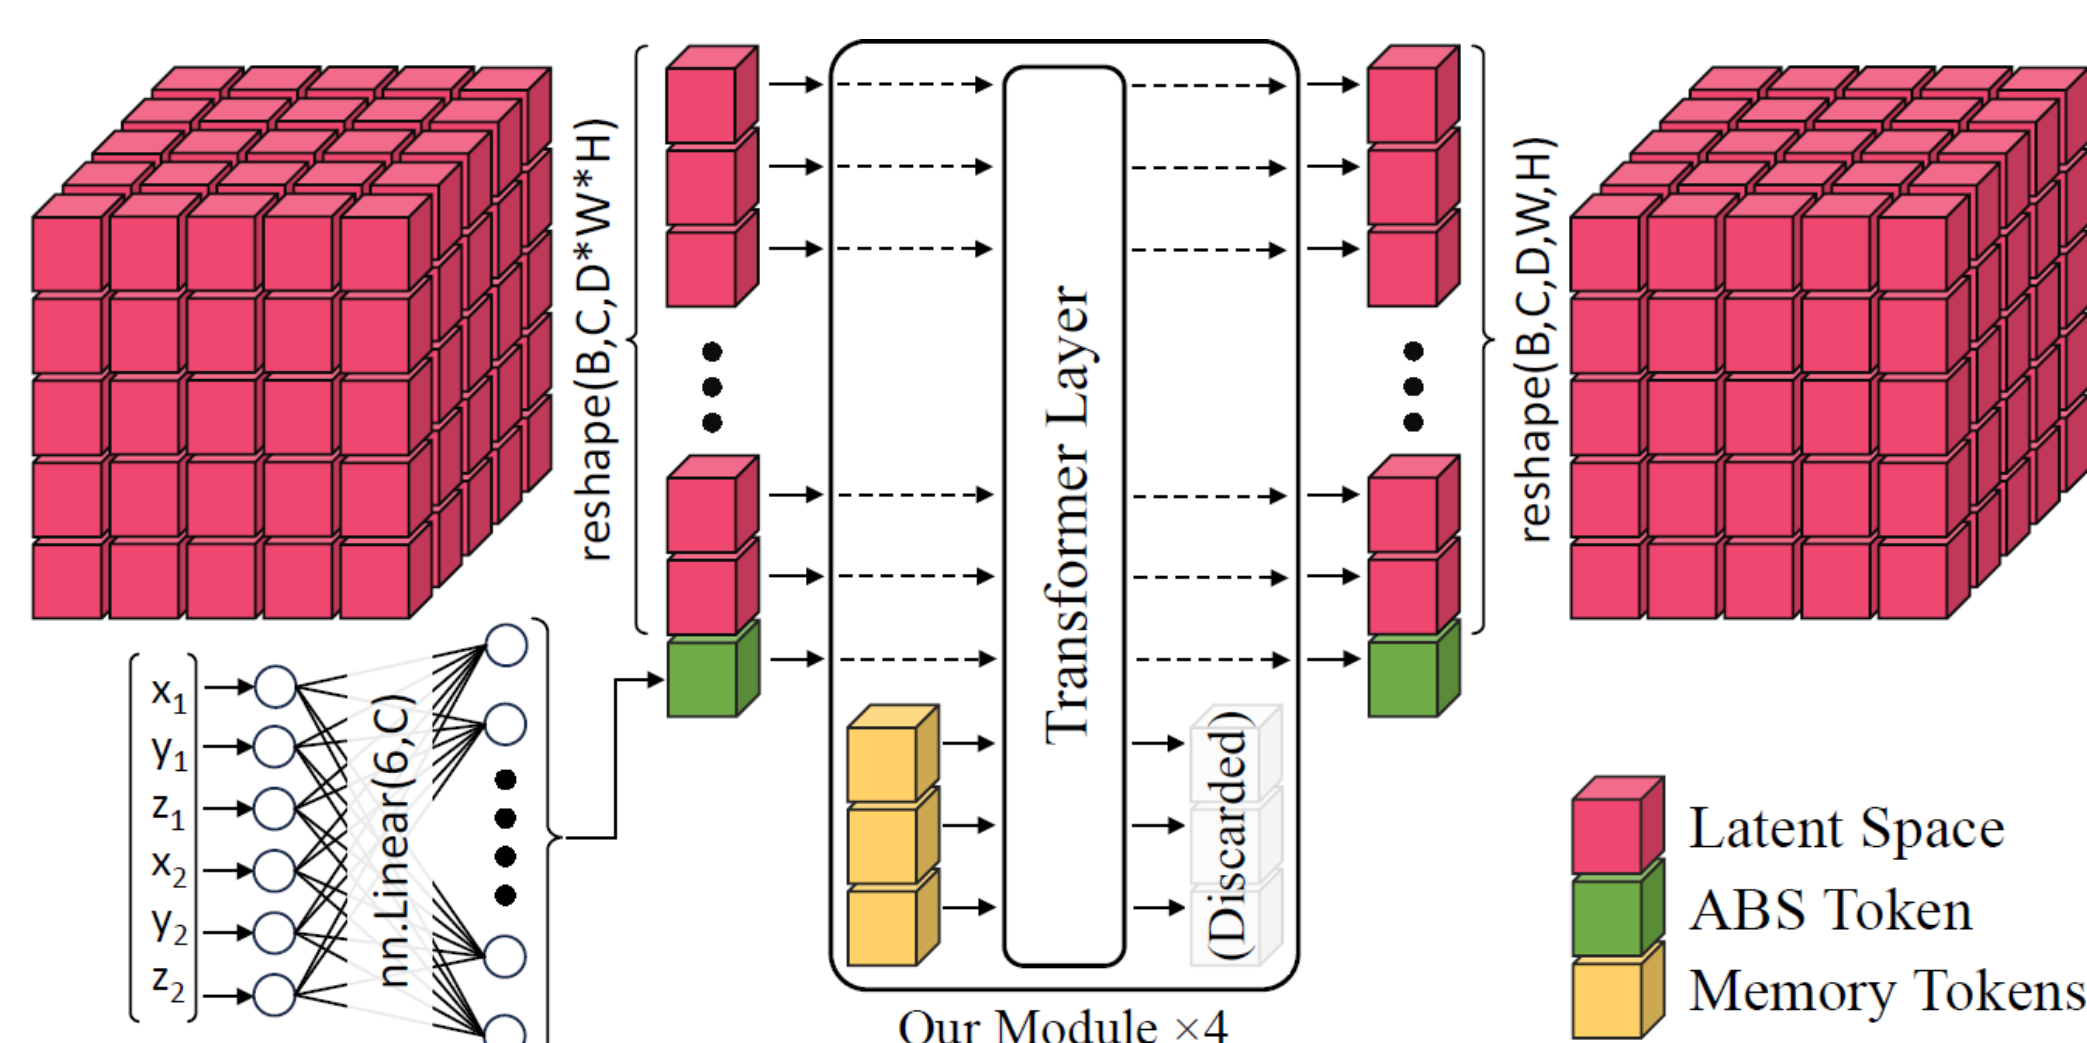 reshape(B,C,D*W*H)
Transformer Layer
reshape(B,C,D,W,H)
x1
y1
z1
x2
y2
z2
nn.Linear(6,C)
(Discarded)
Our Module ×4
Latent Space
ABS Token
Memory Tokens